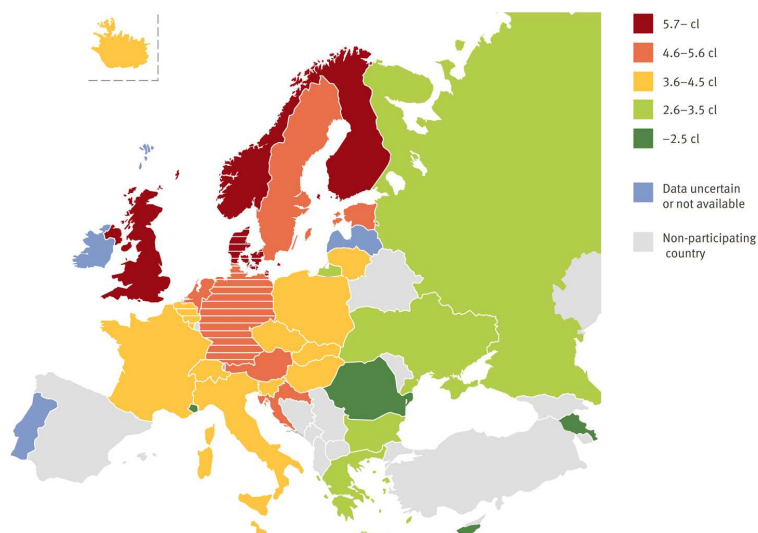 5.7– cl
4.6–5.6 cl
3.6–4.5 cl
2.6–3.5 cl
–2.5 cl
Data uncertain
or not available
Non-participating
country